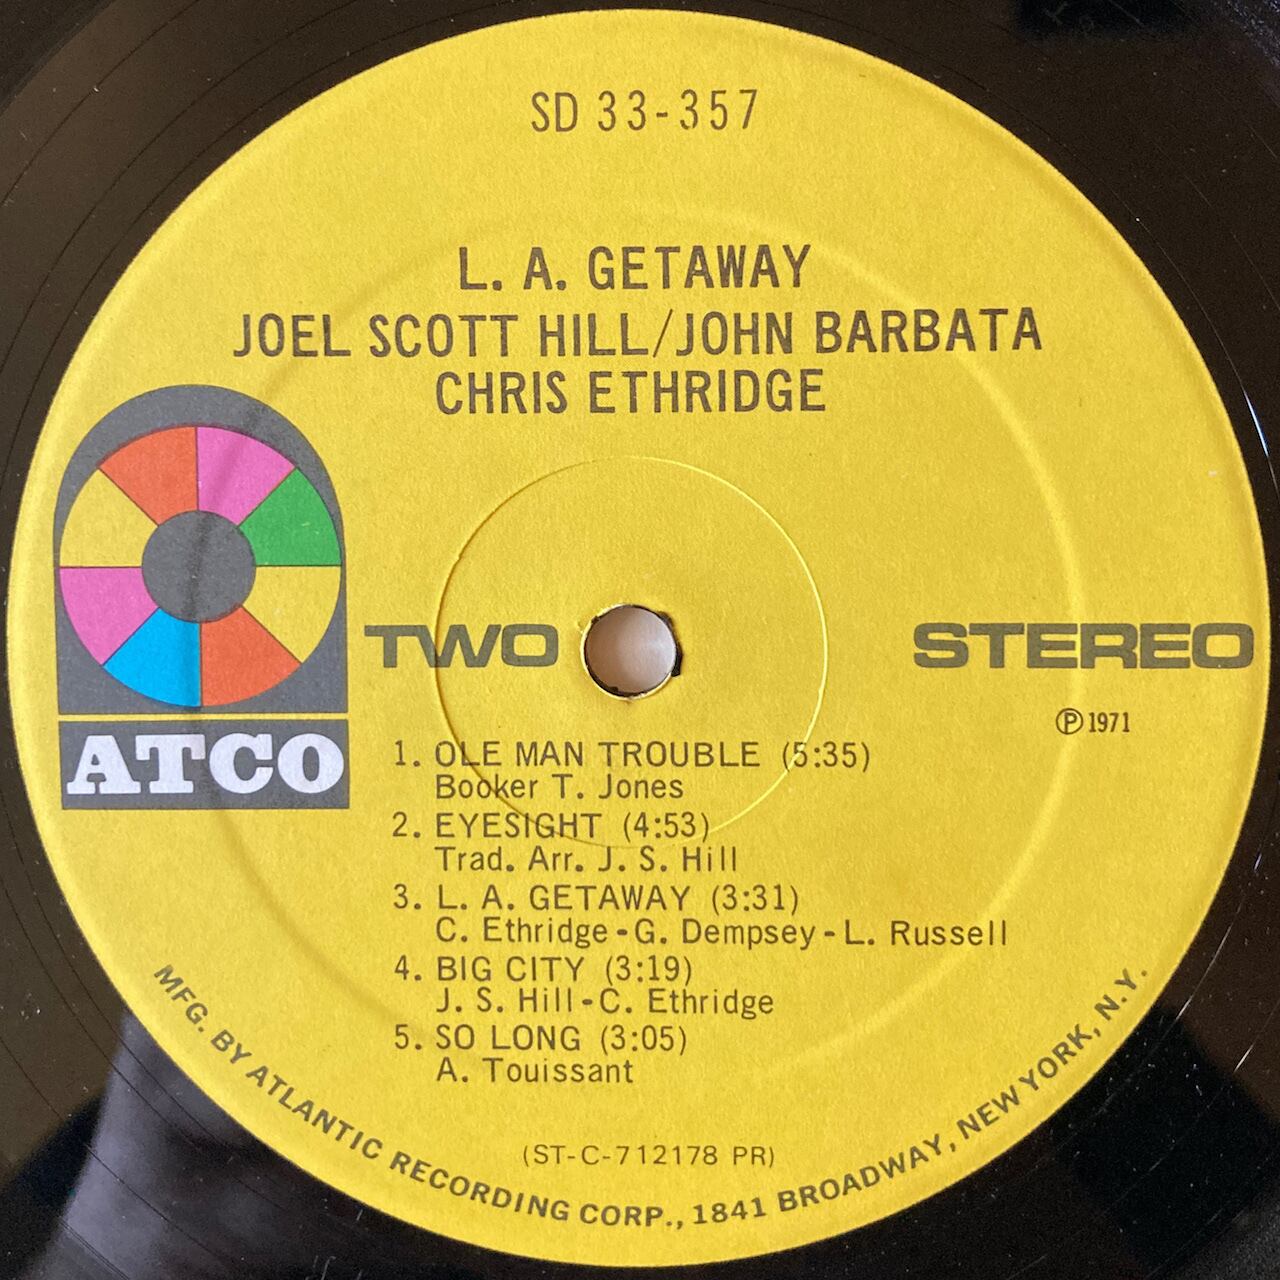 SD 33-357
L. A. GETAWAY
JOEL SCOTT HILL/JOHN BARBATA
CHRIS ETHRIDGE
ATCO
TWO
STEREO
℗ 1971
1. OLE MAN TROUBLE (5:35)
Booker T. Jones
2. EYESIGHT (4:53)
Trad. Arr. J. S. Hill
3. L. A. GETAWAY (3:31)
C. Ethridge-G. Dempsey-L. Russell
4. BIG CITY (3:19)
J. S. Hill-C. Ethridge
5. SO LONG (3:05)
A. Touissant
(ST-C-712178 PR)
MFG. BY ATLANTIC RECORDING CORP., 1841 BROADWAY, NEW YORK, N.Y.